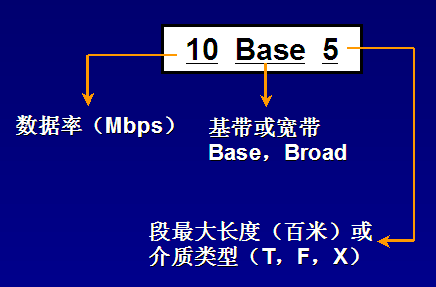 10 Base 5
数据率（Mbps）
基带或宽带
Base，Broad
段最大长度（百米）或
介质类型（T，F，X）